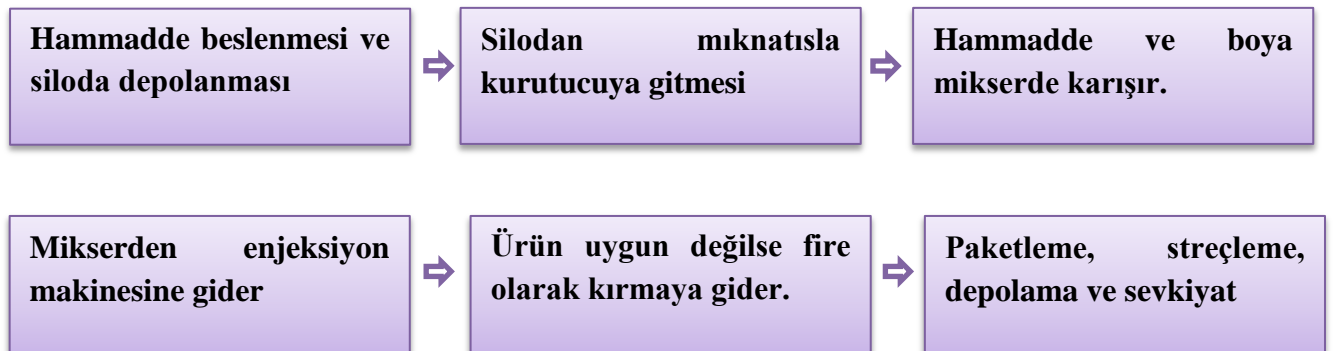 Hammadde beslenmesi ve
siloda depolanması
Silodan mıknatısla
kurutucuya gitmesi
Hammadde ve boya
mikserde karışır.
Mikserden enjeksiyon
makinesine gider
Ürün uygun değilse fire
olarak kırmaya gider.
Paketleme, streçleme,
depolama ve sevkiyat